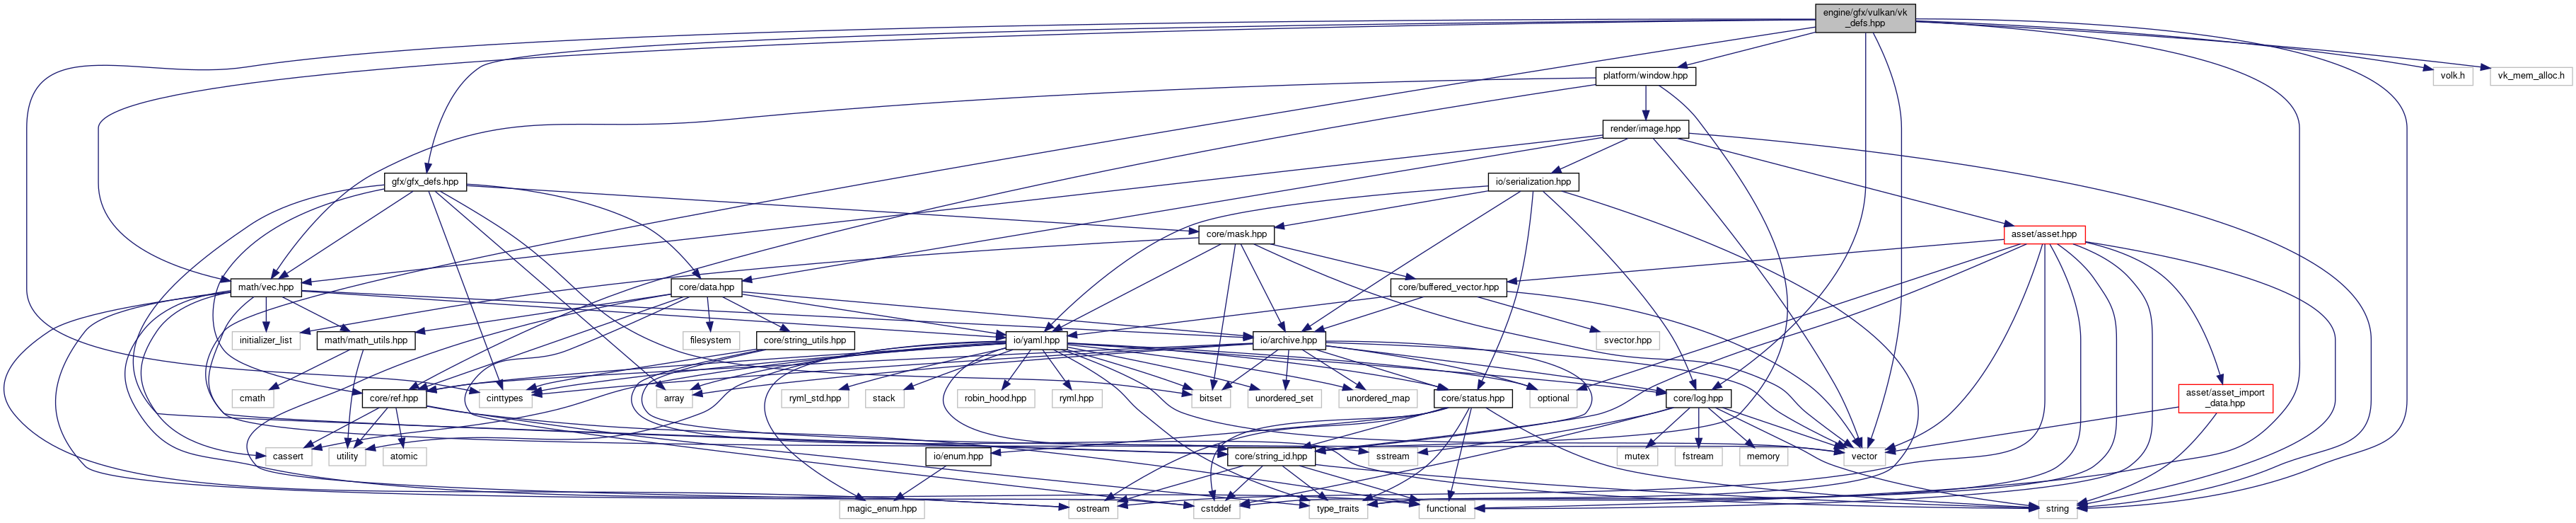 engine/gfx/vulkan/vk
_defs.hpp
platform/window.hpp
volk.h
vk_mem_alloc.h
render/image.hpp
gfx/gfx_defs.hpp
io/serialization.hpp
core/mask.hpp
asset/asset.hpp
math/vec.hpp
core/data.hpp
core/buffered_vector.hpp
initializer_list
math/math_utils.hpp
filesystem
core/string_utils.hpp
io/yaml.hpp
io/archive.hpp
svector.hpp
cmath
core/ref.hpp
cinttypes
array
ryml_std.hpp
stack
robin_hood.hpp
ryml.hpp
bitset
unordered_set
unordered_map
core/status.hpp
optional
core/log.hpp
asset/asset_import
_data.hpp
cassert
utility
atomic
io/enum.hpp
core/string_id.hpp
sstream
mutex
fstream
memory
vector
magic_enum.hpp
ostream
cstddef
type_traits
functional
string